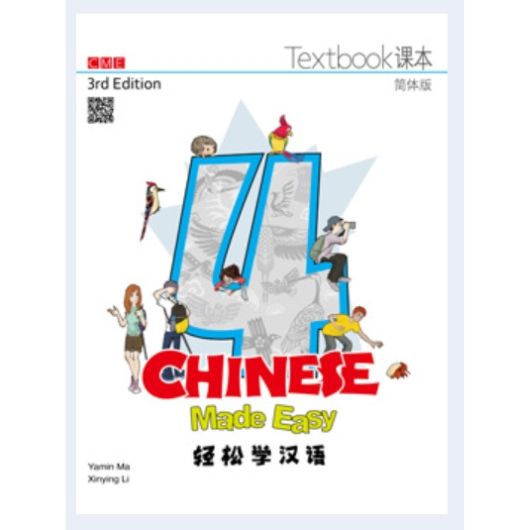 Textbook课本
简体版
CME
3rd Edition
4
CHINESE
Made Easy
轻松学汉语
Yamin Ma
Xinying Li